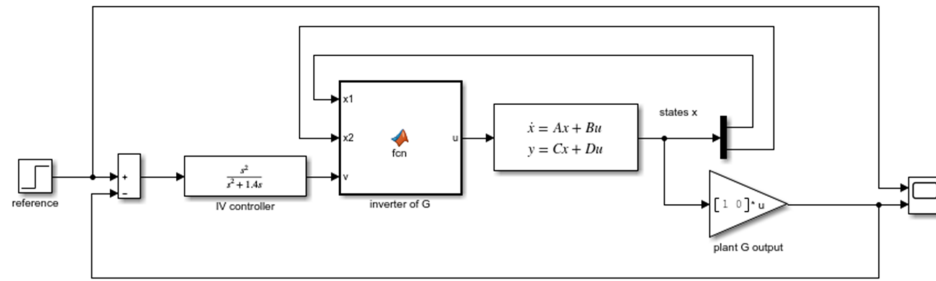 states x
x1
x2
fcn
u
v
ẋ = Ax + Bu
y = Cx + Du
+
−
s²
s² + 1.4s
[1 0]* u
reference
IV controller
inverter of G
plant G output